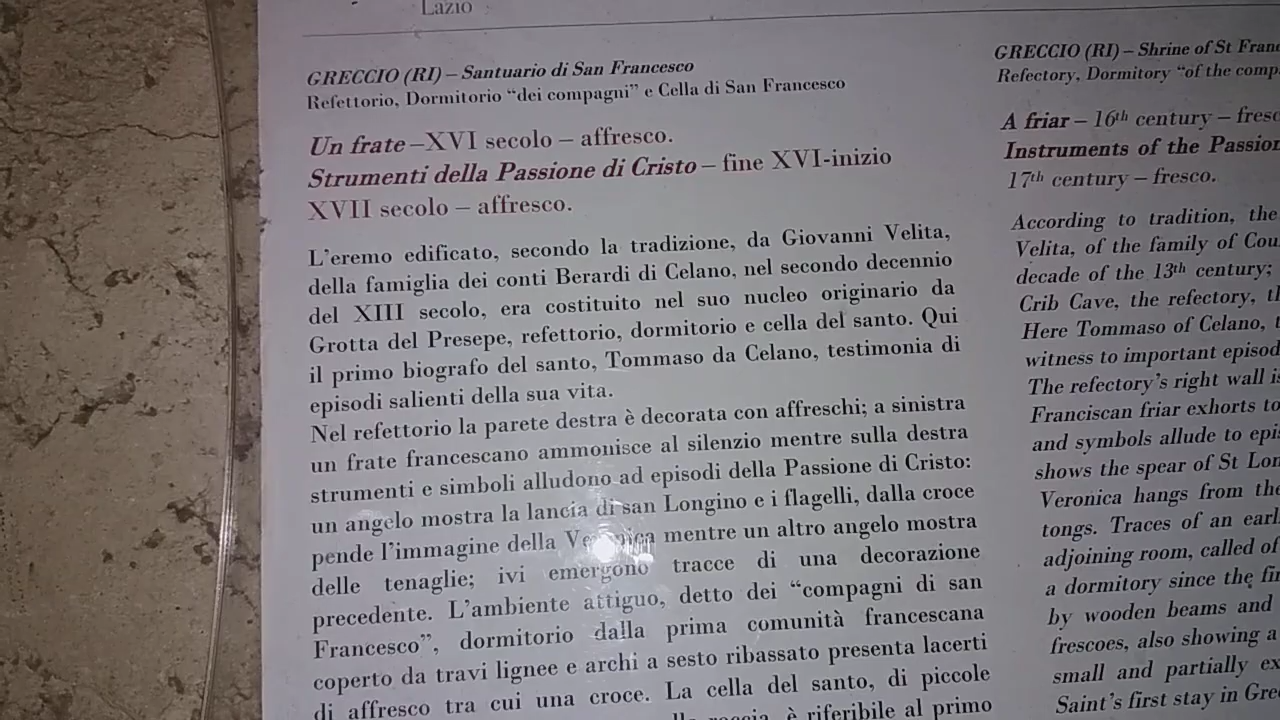 Lazio
GRECCIO (RI) – Santuario di San Francesco
Refettorio, Dormitorio “dei compagni” e Cella di San Francesco
Un frate –XVI secolo – affresco.
Strumenti della Passione di Cristo – fine XVI-inizio
XVII secolo – affresco.
L’eremo edificato, secondo la tradizione, da Giovanni Velita,
della famiglia dei conti Berardi di Celano, nel secondo decennio
del XIII secolo, era costituito nel suo nucleo originario da
Grotta del Presepe, refettorio, dormitorio e cella del santo. Qui
il primo biografo del santo, Tommaso da Celano, testimonia di
episodi salienti della sua vita.
Nel refettorio la parete destra è decorata con affreschi; a sinistra
un frate francescano ammonisce al silenzio mentre sulla destra
strumenti e simboli alludono ad episodi della Passione di Cristo:
un angelo mostra la lancia di san Longino e i flagelli, dalla croce
pende l’immagine della Veronica mentre un altro angelo mostra
delle tenaglie; ivi emergono tracce di una decorazione
precedente. L’ambiente attiguo, detto dei “compagni di san
Francesco”, dormitorio dalla prima comunità francescana
coperto da travi lignee e archi a sesto ribassato presenta lacerti
di affresco tra cui una croce. La cella del santo, di piccole
è riferibile al primo
GRECCIO (RI) – Shrine of St
Refectory, Dormitory “of the
A friar – 16th century –
Instruments of the
17th century – fresco.
According to tradition, the
Velita, of the family of
decade of the 13th century;
Crib Cave, the refectory,
Here Tommaso of Celano,
witness to important
The refectory’s right wall
Franciscan friar exhorts to
and symbols allude to
shows the spear of St
Veronica hangs from the
tongs. Traces of an
adjoining room, called of
a dormitory since the
by wooden beams and
frescoes, also showing a
small and partially
Saint’s first stay in